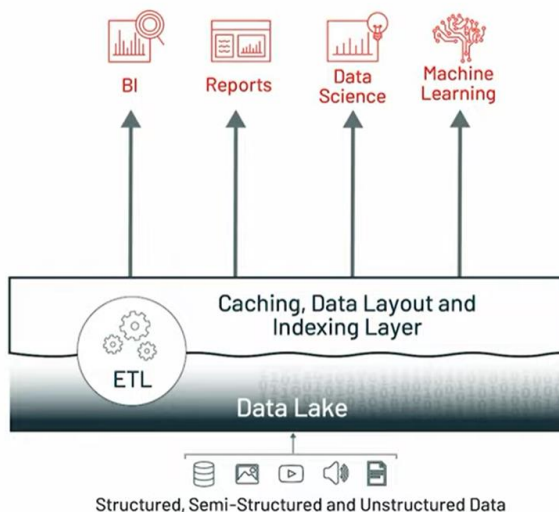 BI
Reports
Data
Science
Machine
Learning
Caching, Data Layout and
Indexing Layer
ETL
Data Lake
Structured, Semi-Structured and Unstructured Data